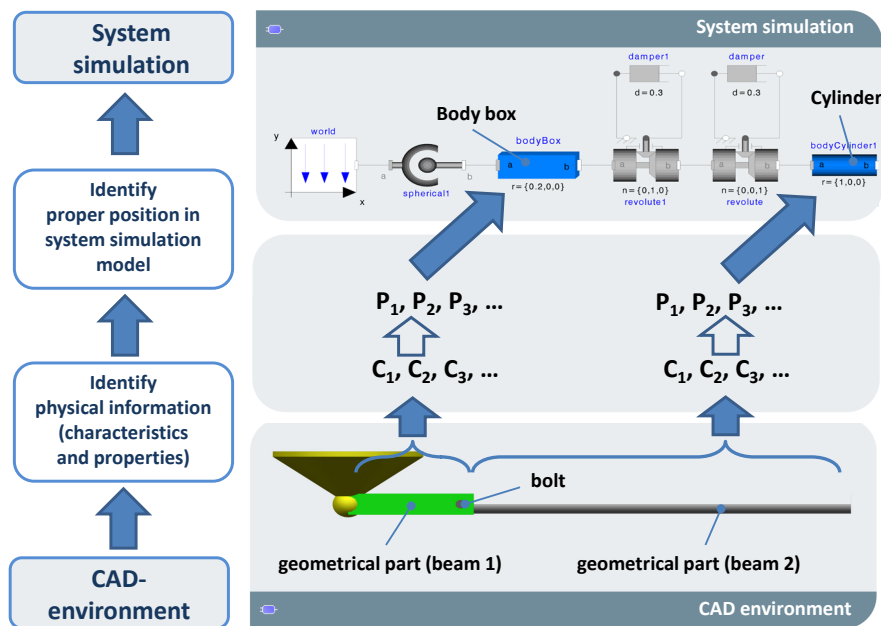 System
simulation
Identify
proper position in
system simulation
model
Identify
physical information
(characteristics
and properties)
CAD-
environment
System simulation
damper1
damper
d=0.3
d=0.3
Body box
Cylinder
y
world
bodyBox
bodyCylinder1
a
b
a
b
a
b
a
b
a
b
x
spherical1
r={0.2,0,0}
n={0,1,0}
n={0,0,1}
r={1,0,0}
revolute1
revolute
P1, P2, P3, ...
P1, P2, P3, ...
C1, C2, C3, ...
C1, C2, C3, ...
bolt
geometrical part (beam 1)
geometrical part (beam 2)
CAD environment